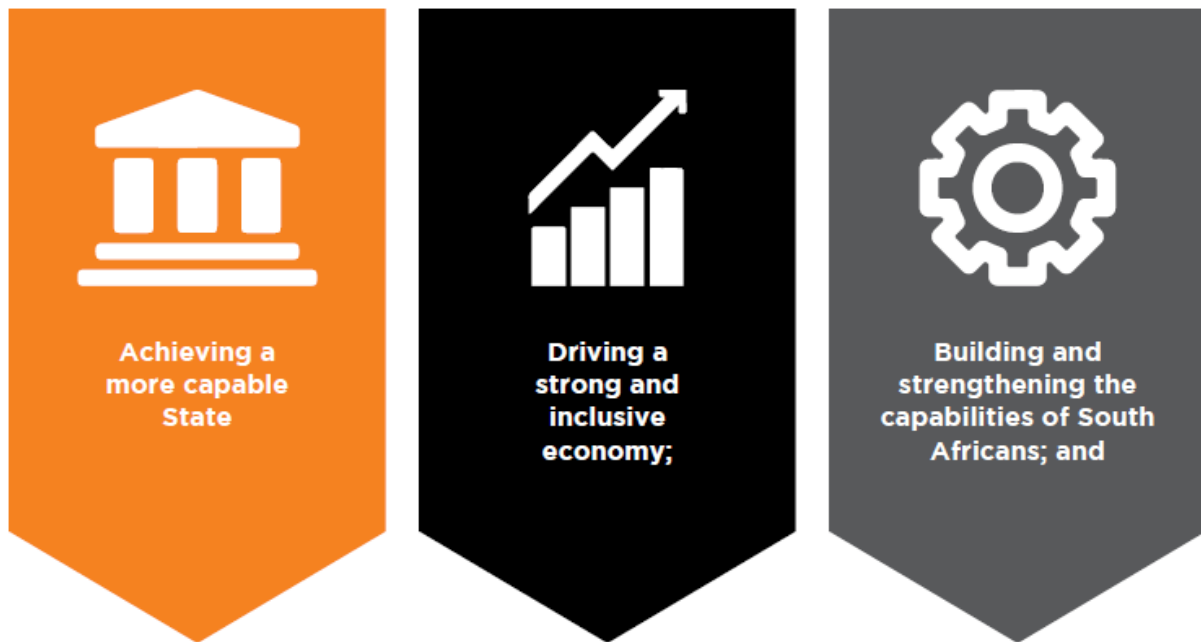 Achieving a
more capable
State
Driving a
strong and
inclusive
economy;
Building and
strengthening the
capabilities of South
Africans; and